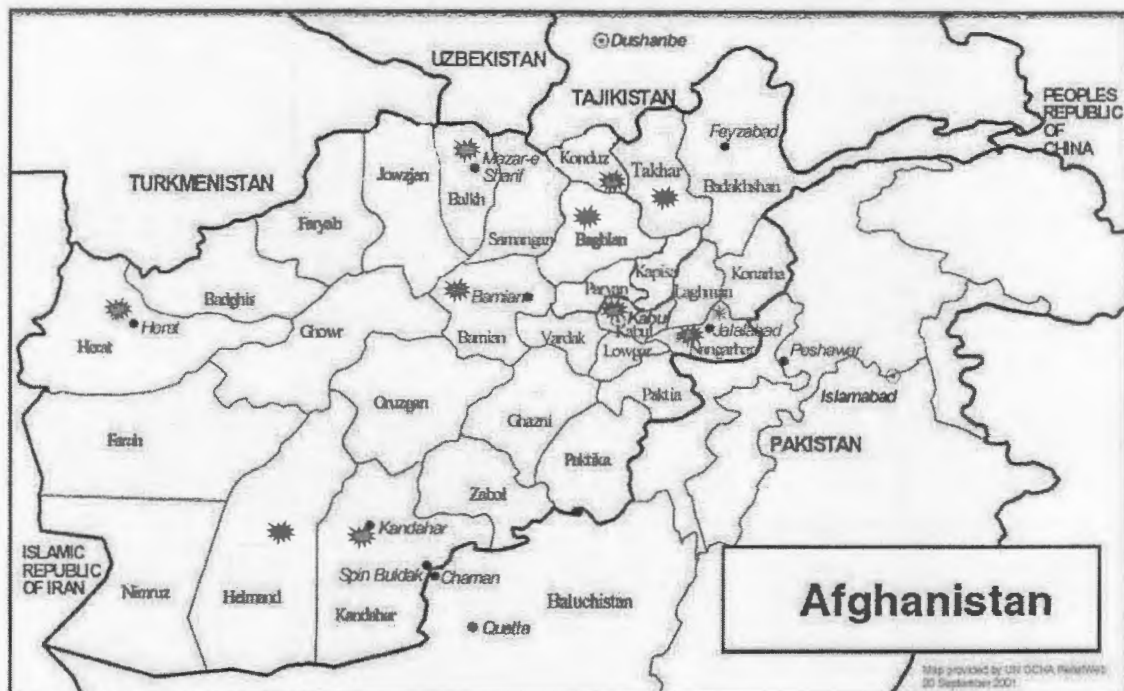 Dushanbe
UZBEKISTAN
TAJIKISTAN
PEOPLES
REPUBLIC
OF
CHINA
Feyzabad
TURKMENISTAN
Jowzjan
Mazar-e
Sharif
Balkh
Konduz
Takhar
Badakhshan
Faryab
Samangan
Baghlan
Badghis
Herat
Herat
Ghowr
Bamian
Bamian
Parvan
Kapisa
Laghman
Konarha
Kabul
Kabul
Jalalabad
Nangarhar
Vardak
Lowgar
Peshawar
Islamabad
Paktia
Oruzgan
Ghazni
Farah
Paktika
PAKISTAN
Zabol
Kandahar
ISLAMIC
REPUBLIC
OF IRAN
Nimruz
Helmand
Spin Buldak
Chaman
Kandahar
Baluchistan
Quetta
Afghanistan
Map provided by UN OCHA ReliefWeb
20 September 2001